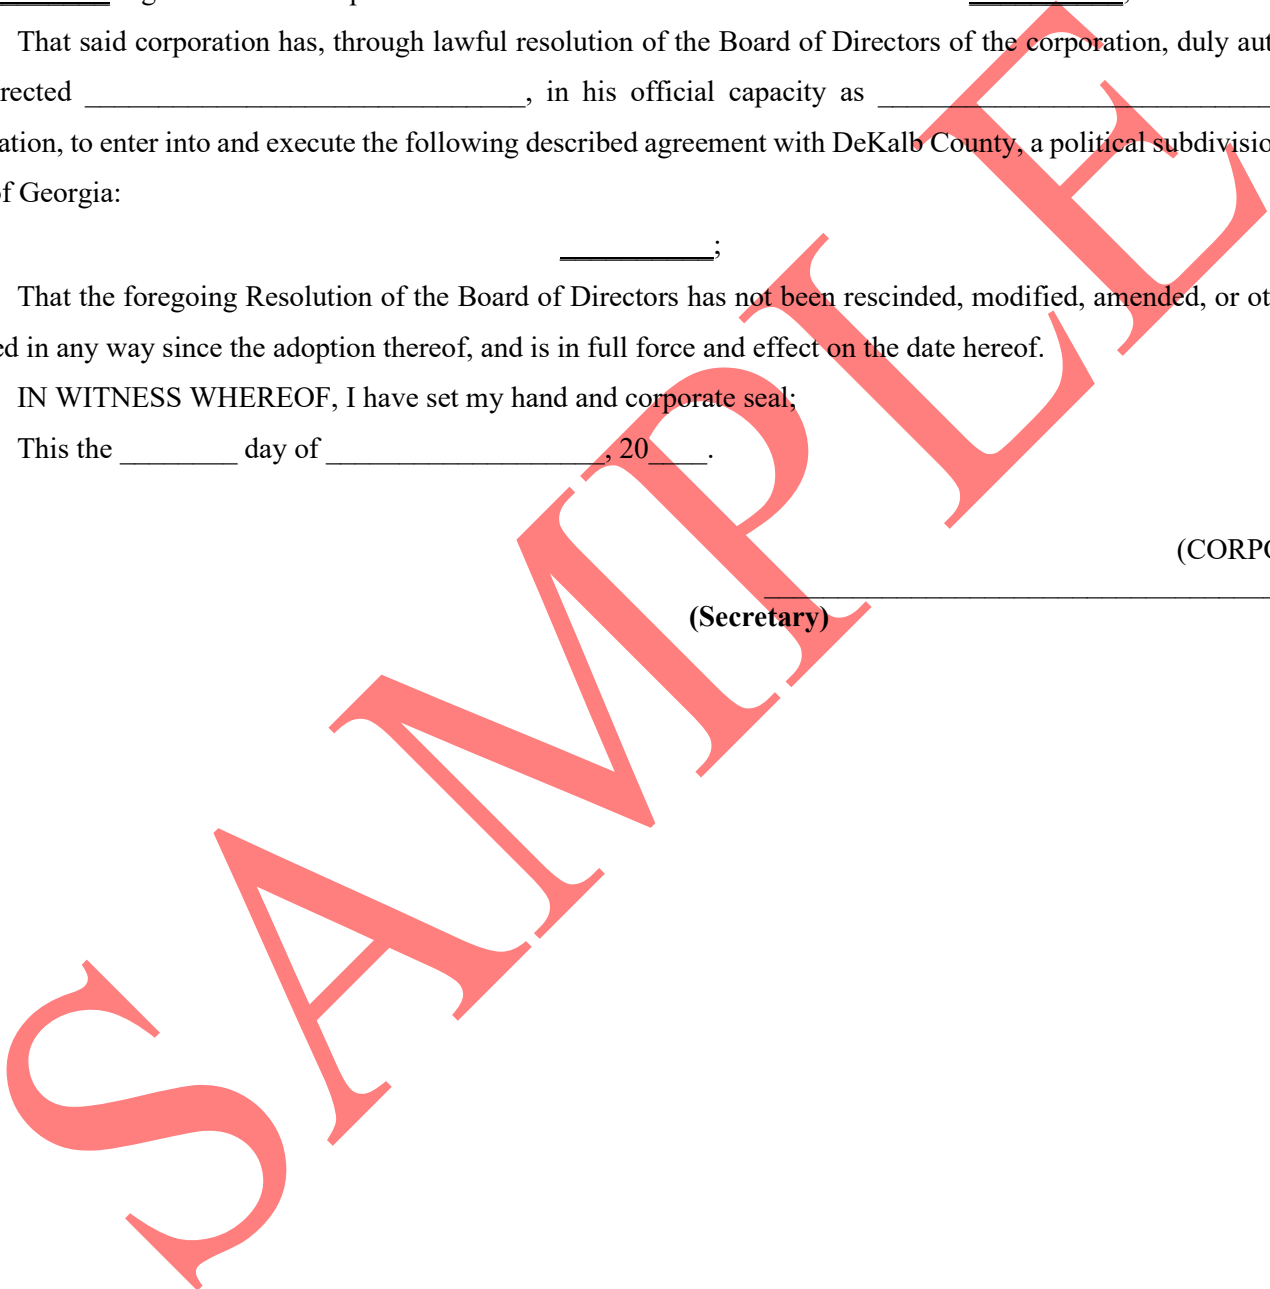 That said corporation has, through lawful resolution of the Board of Directors of the corporation, duly aut
rected ______________________________, in his official capacity as ___________________________
ation, to enter into and execute the following described agreement with DeKalb County, a political subdivisio
of Georgia:
__________;
That the foregoing Resolution of the Board of Directors has not been rescinded, modified, amended, or ot
ed in any way since the adoption thereof, and is in full force and effect on the date hereof.
IN WITNESS WHEREOF, I have set my hand and corporate seal;
This the ________ day of ___________________, 20____.
(CORPO
___________________________________
(Secretary)
SAMPLE